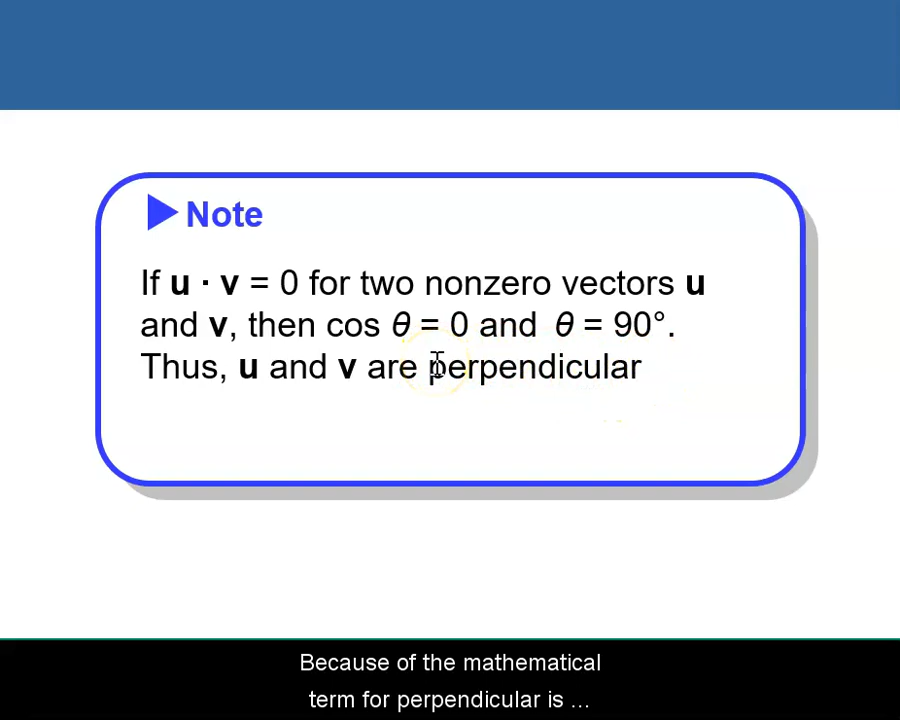 Note
If u · v = 0 for two nonzero vectors u
and v, then cos θ = 0 and θ = 90°.
Thus, u and v are perpendicular
Because of the mathematical
term for perpendicular is ...